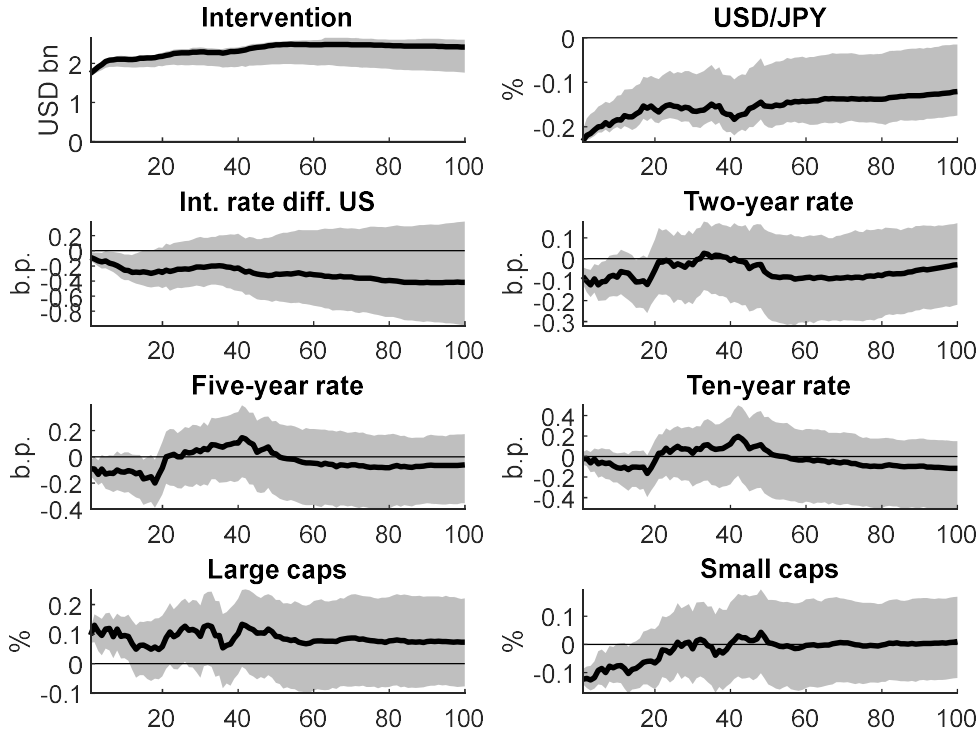 Intervention
USD bn
2
1
0
20 40 60 80 100
USD/JPY
%
0
-0.1
-0.2
20 40 60 80 100
Int. rate diff. US
b.p.
0.2
0
-0.2
-0.4
-0.6
-0.8
20 40 60 80 100
Two-year rate
b.p.
0.1
0
-0.1
-0.2
-0.3
20 40 60 80 100
Five-year rate
b.p.
0.2
0
-0.2
-0.4
20 40 60 80 100
Ten-year rate
b.p.
0.4
0.2
0
-0.2
-0.4
20 40 60 80 100
Large caps
%
0.2
0.1
0
-0.1
20 40 60 80 100
Small caps
%
0.1
0
-0.1
20 40 60 80 100